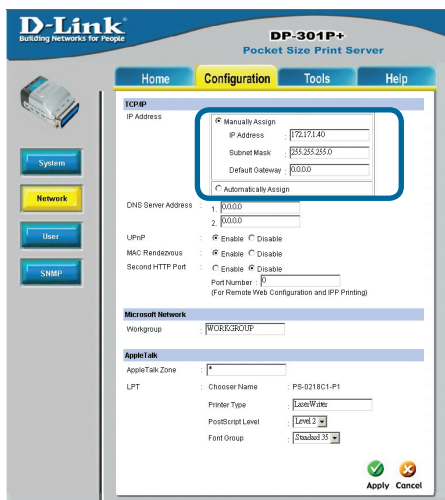 D-Link
Building Networks for People
DP-301P+
Pocket Size Print Server
Home Configuration Tools Help
System
Network
User
SNMP
TCP/IP
IP Address
Manually Assign
IP Address : 172.17.1.40
Subnet Mask : 255.255.255.0
Default Gateway : 0.0.0.0
Automatically Assign
DNS Server Address : 1. 0.0.0.0
2. 0.0.0.0
UPnP : Enable Disable
MAC Rendezvous : Enable Disable
Second HTTP Port : Enable Disable
Port Number : 0
(For Remote Web Configuration and IPP Printing)
Microsoft Network
Workgroup : WORKGROUP
AppleTalk
AppleTalk Zone : *
LPT : Chooser Name : PS-0218C1-P1
Printer Type : LaserWriter
PostScript Level : Level 2
Font Group : Standard 35
Apply Cancel